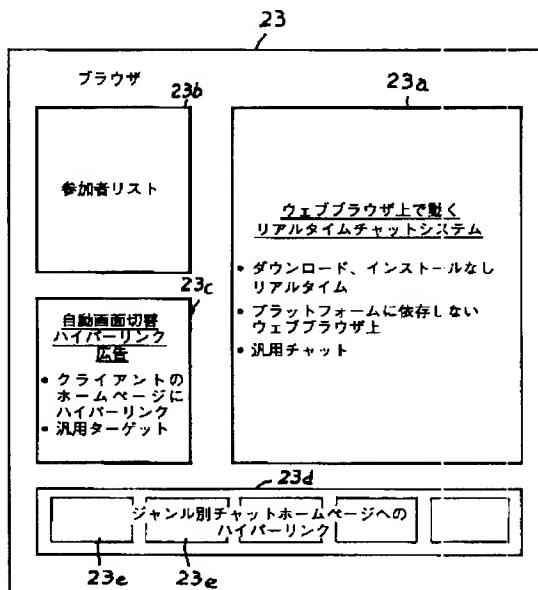 23
ブラウザ
23b
23a
参加者リスト
ウェブブラウザ上で動く
リアルタイムチャットシステム
• ダウンロード、インストールなし
リアルタイム
• プラットフォームに依存しない
ウェブブラウザ上
• 汎用チャット
23c
自動画面切替
ハイパーリンク
広告
• クライアントの
ホームページに
ハイパーリンク
• 汎用ターゲット
23d
ジャンル別チャットホームページへの
ハイパーリンク
23e
23e